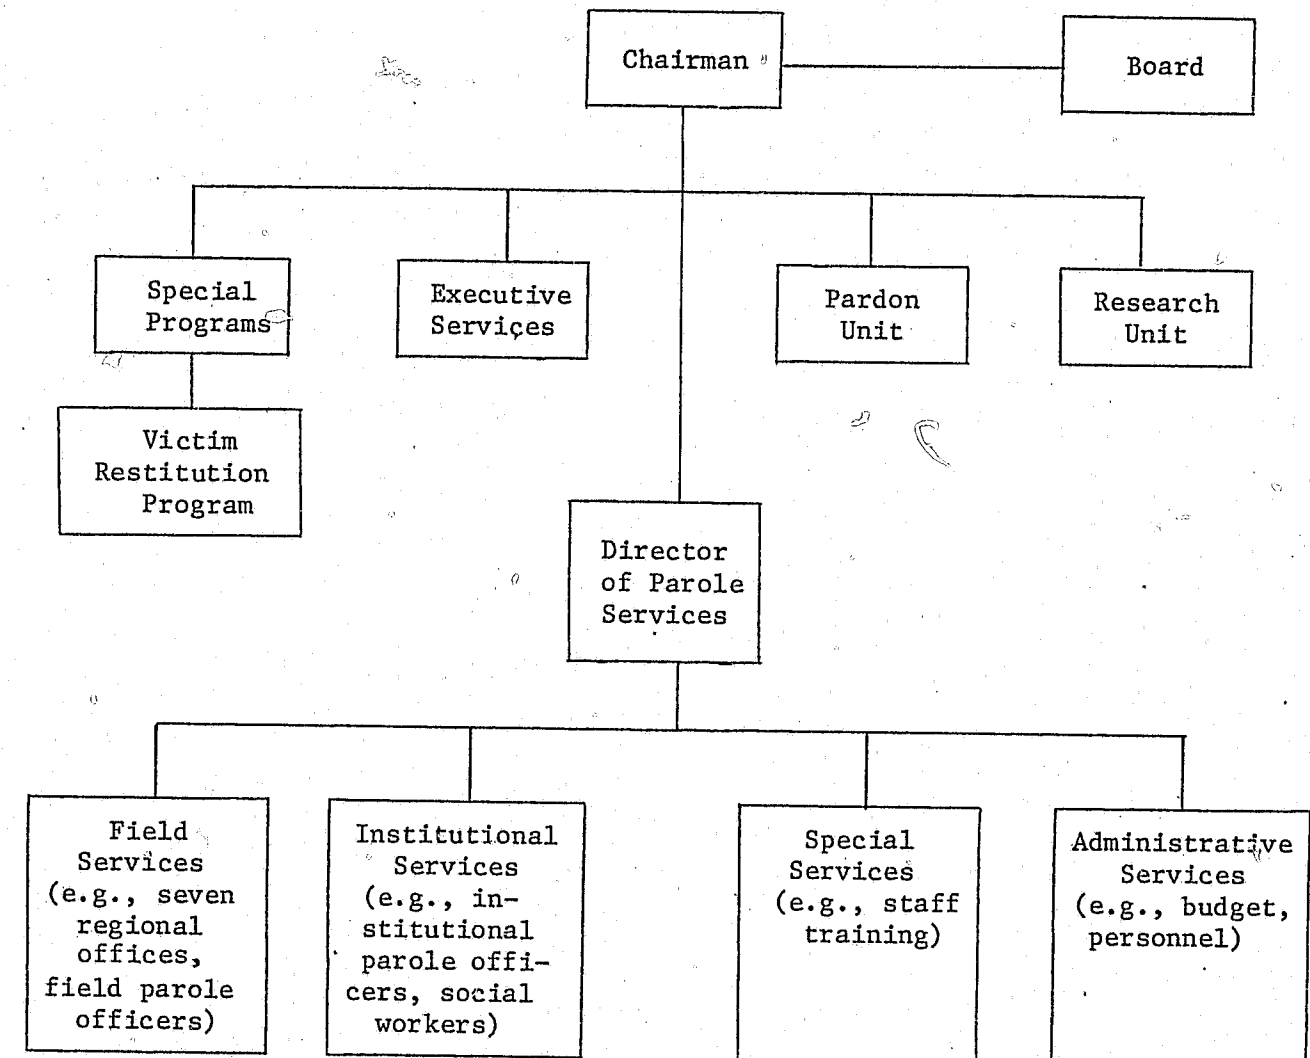 Chairman
Board
Special
Programs
Executive
Services
Pardon
Unit
Research
Unit
Victim
Restitution
Program
Director
of Parole
Services
Field
Services
(e.g., seven
regional
offices,
field parole
officers)
Institutional
Services
(e.g., in-
stitutional
parole offi-
cers, social
workers)
Special
Services
(e.g., staff
training)
Administrative
Services
(e.g., budget,
personnel)